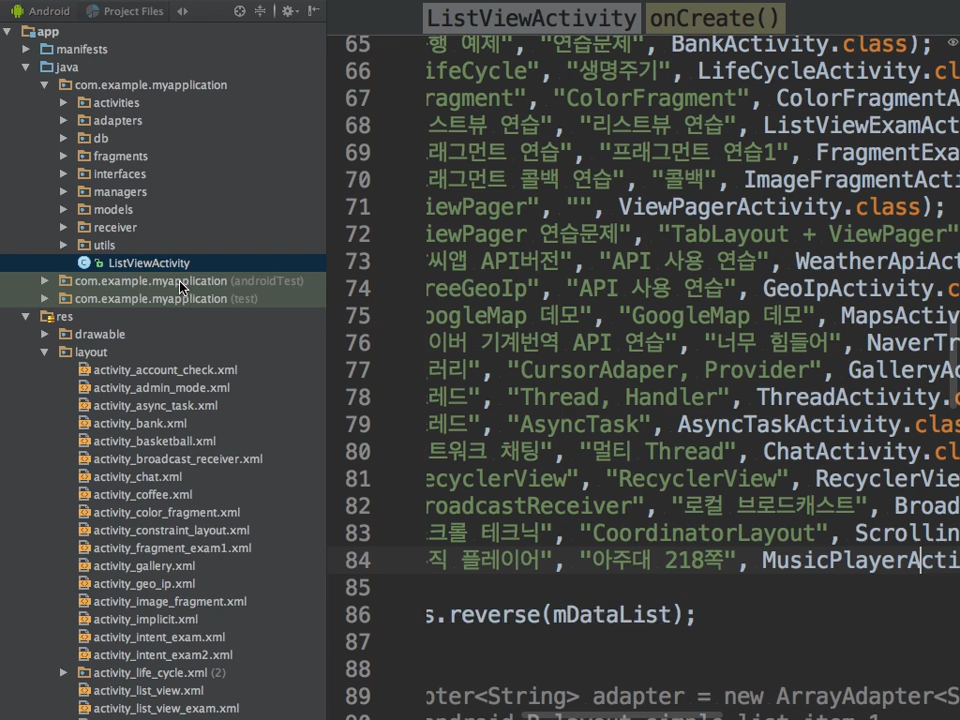 Android Project Files
app
manifests
java
com.example.myapplication
activities
adapters
db
fragments
interfaces
managers
models
receiver
utils
ListViewActivity
com.example.myapplication (androidTest)
com.example.myapplication (test)
res
drawable
layout
activity_account_check.xml
activity_admin_mode.xml
activity_async_task.xml
activity_bank.xml
activity_basketball.xml
activity_broadcast_receiver.xml
activity_chat.xml
activity_coffee.xml
activity_color_fragment.xml
activity_constraint_layout.xml
activity_fragment_exam1.xml
activity_gallery.xml
activity_geo_ip.xml
activity_image_fragment.xml
activity_implicit.xml
activity_intent_exam.xml
activity_intent_exam2.xml
activity_life_cycle.xml (2)
activity_list_view.xml
activity_list_view_exam.xml
ListViewActivity onCreate()
65 행 예제", "연습문제", BankActivity.class);
66 ifeCycle", "생명주기", LifeCycleActivity.cl
67 ragment", "ColorFragment", ColorFragmentA
68 스트뷰 연습", "리스트뷰 연습", ListViewExamAct
69 래그먼트 연습", "프래그먼트 연습1", FragmentExa
70 래그먼트 콜백 연습", "콜백", ImageFragmentActi
71 iewPager", "", ViewPagerActivity.class);
72 iewPager 연습문제", "TabLayout + ViewPager"
73 씨앱 API버전", "API 사용 연습", WeatherApiAct
74 reeGeoIp", "API 사용 연습", GeoIpActivity.c
75 oogleMap 데모", "GoogleMap 데모", MapsActiv
76 이버 기계번역 API 연습", "너무 힘들어", NaverTr
77 러리", "CursorAdaper, Provider", GalleryAc
78 레드", "Thread, Handler", ThreadActivity.c
79 레드", "AsyncTask", AsyncTaskActivity.clas
80 트워크 채팅", "멀티 Thread", ChatActivity.cl
81 ecyclerView", "RecyclerView", RecyclerVie
82 roadcastReceiver", "로컬 브로드캐스트", Broad
83 크롤 테크닉", "CoordinatorLayout", Scrollin
84 직 플레이어", "아주대 218쪽", MusicPlayerActi
85
86 s.reverse(mDataList);
87
88
89 pter<String> adapter = new ArrayAdapter<S